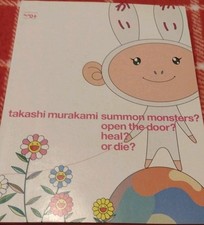 takashi murakami summon monsters?
open the door?
heal?
or die?